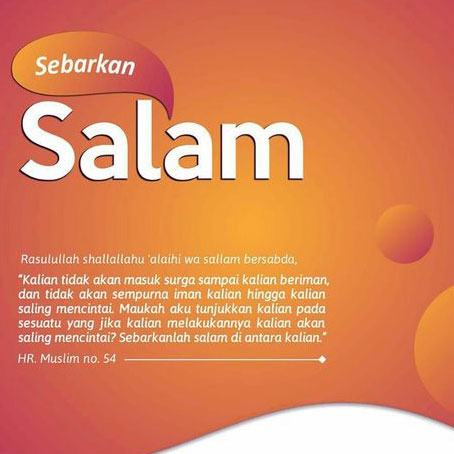 Sebarkan
Salam
Rasulullah shallallahu 'alaihi wa sallam bersabda,
“Kalian tidak akan masuk surga sampai kalian beriman,
dan tidak akan sempurna iman kalian hingga kalian
saling mencintai. Maukah aku tunjukkan kalian pada
sesuatu yang jika kalian melakukannya kalian akan
saling mencintai? Sebarkanlah salam di antara kalian.”
HR. Muslim no. 54